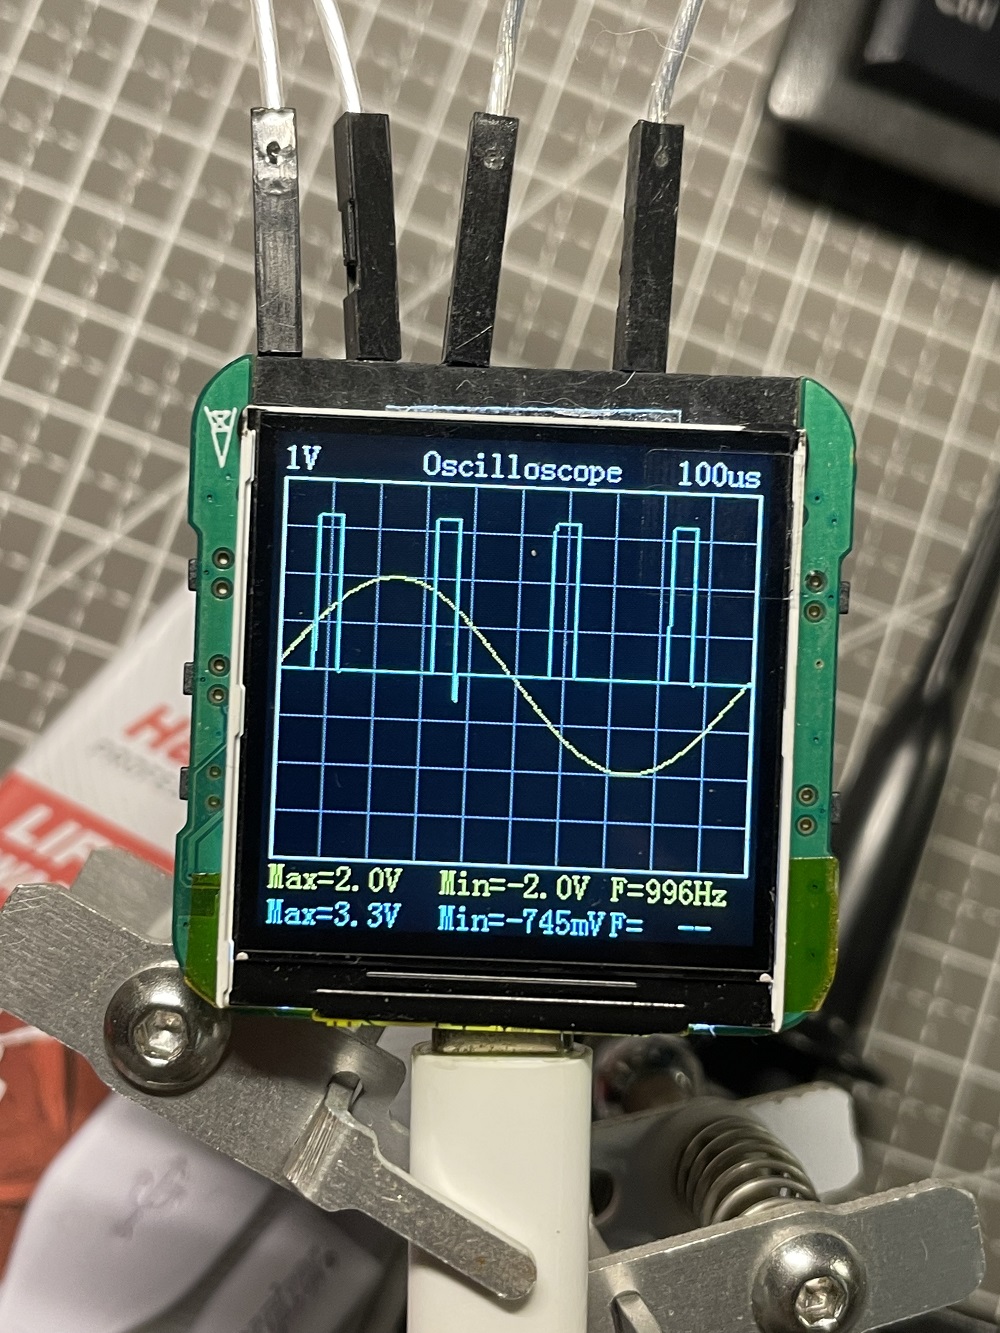 1V Oscilloscope 100us
Max=2.0V Min=-2.0V F=996Hz
Max=3.3V Min=-745mV F= --